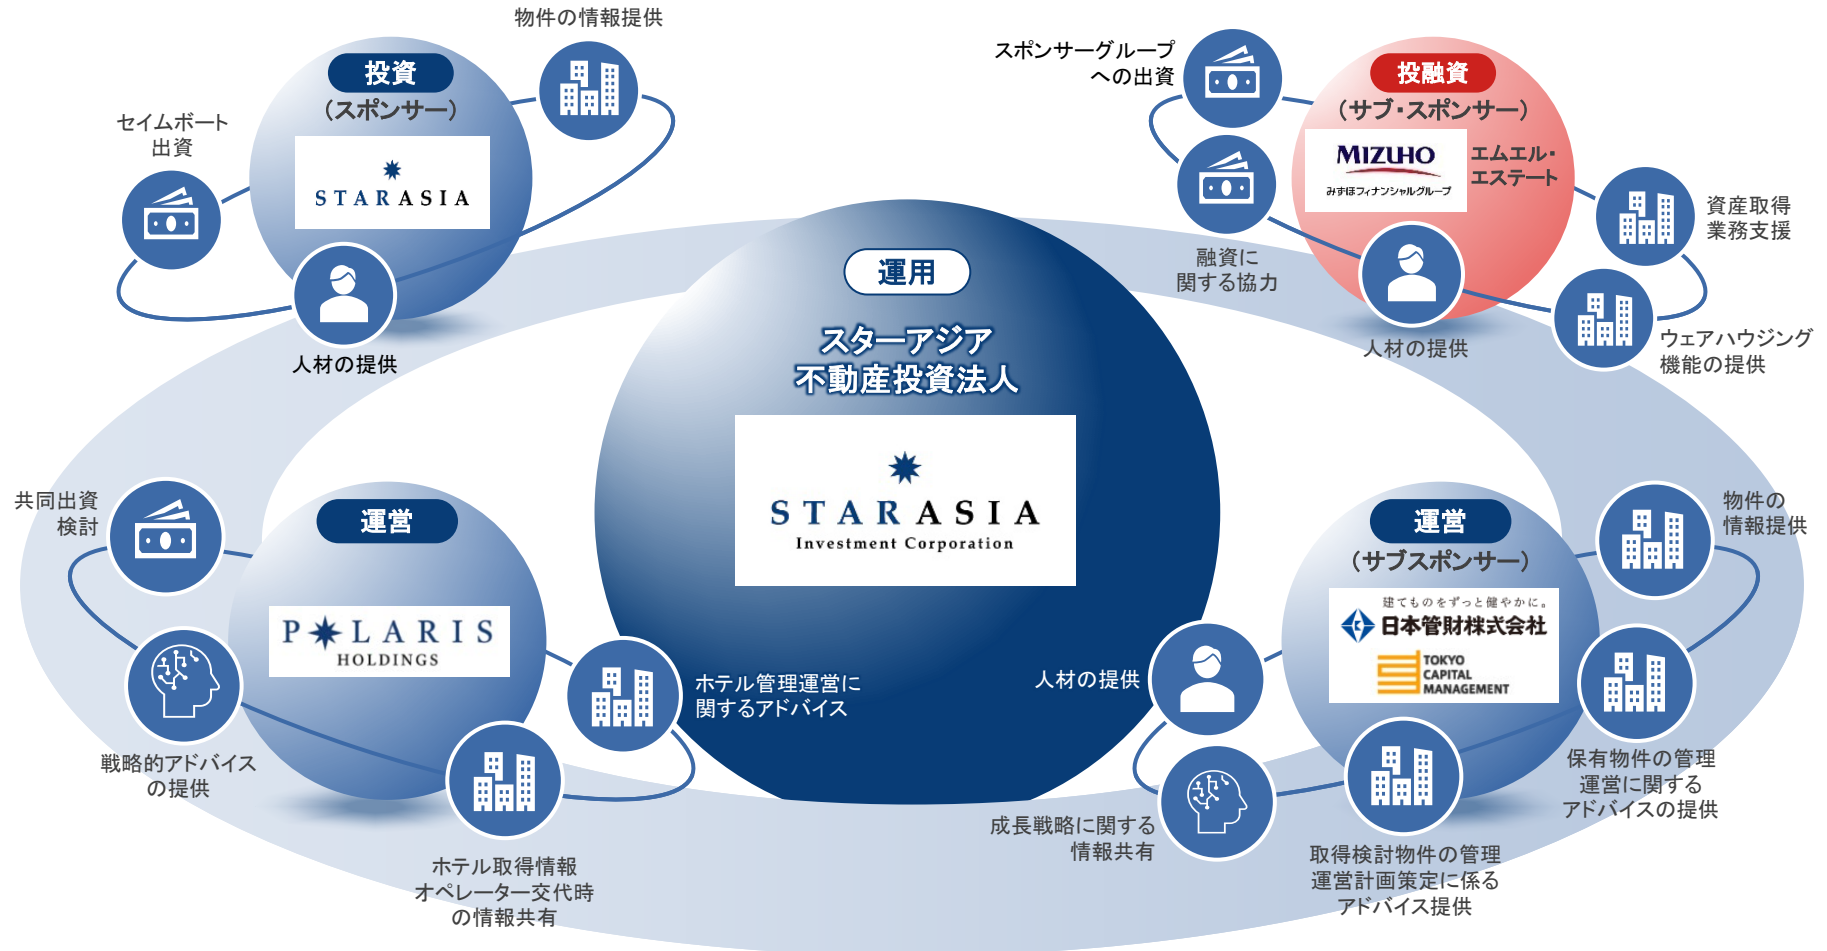 物件の情報提供
投資
（スポンサー）
セイムボート
出資
STARASIA
人材の提供
スポンサーグループ
への出資
投融資
（サブ・スポンサー）
MIZUHO
みずほフィナンシャルグループ
エムエル・
エステート
融資に
関する協力
資産取得
業務支援
人材の提供
ウェアハウジング
機能の提供
運用
スターアジア
不動産投資法人
STARASIA
Investment Corporation
共同出資
検討
運営
POLARIS
HOLDINGS
戦略的アドバイス
の提供
ホテル管理運営に
関するアドバイス
ホテル取得情報
オペレーター交代時
の情報共有
運営
（サブスポンサー）
建てものをずっと健やかに。
日本管財株式会社
TOKYO
CAPITAL
MANAGEMENT
物件の
情報提供
人材の提供
成長戦略に関する
情報共有
取得検討物件の管理
運営計画策定に係る
アドバイス提供
保有物件の管理
運営に関する
アドバイスの提供